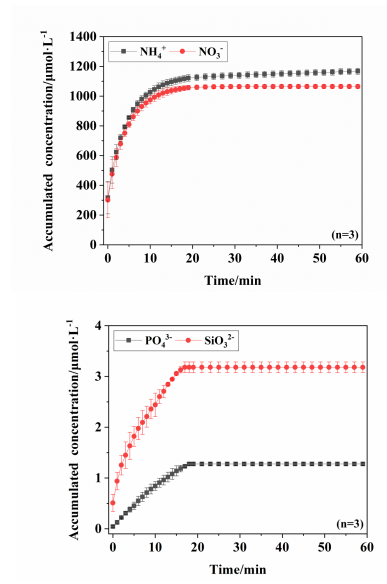 1400
1200
1000
800
600
400
200
0
Accumulated concentration/μmol·L⁻¹
NH₄⁺ NO₃⁻
(n=3)
0 10 20 30 40 50 60
Time/min
4
3
2
1
0
Accumulated concentration/μmol·L⁻¹
PO₄³⁻ SiO₃²⁻
(n=3)
0 10 20 30 40 50 60
Time/min